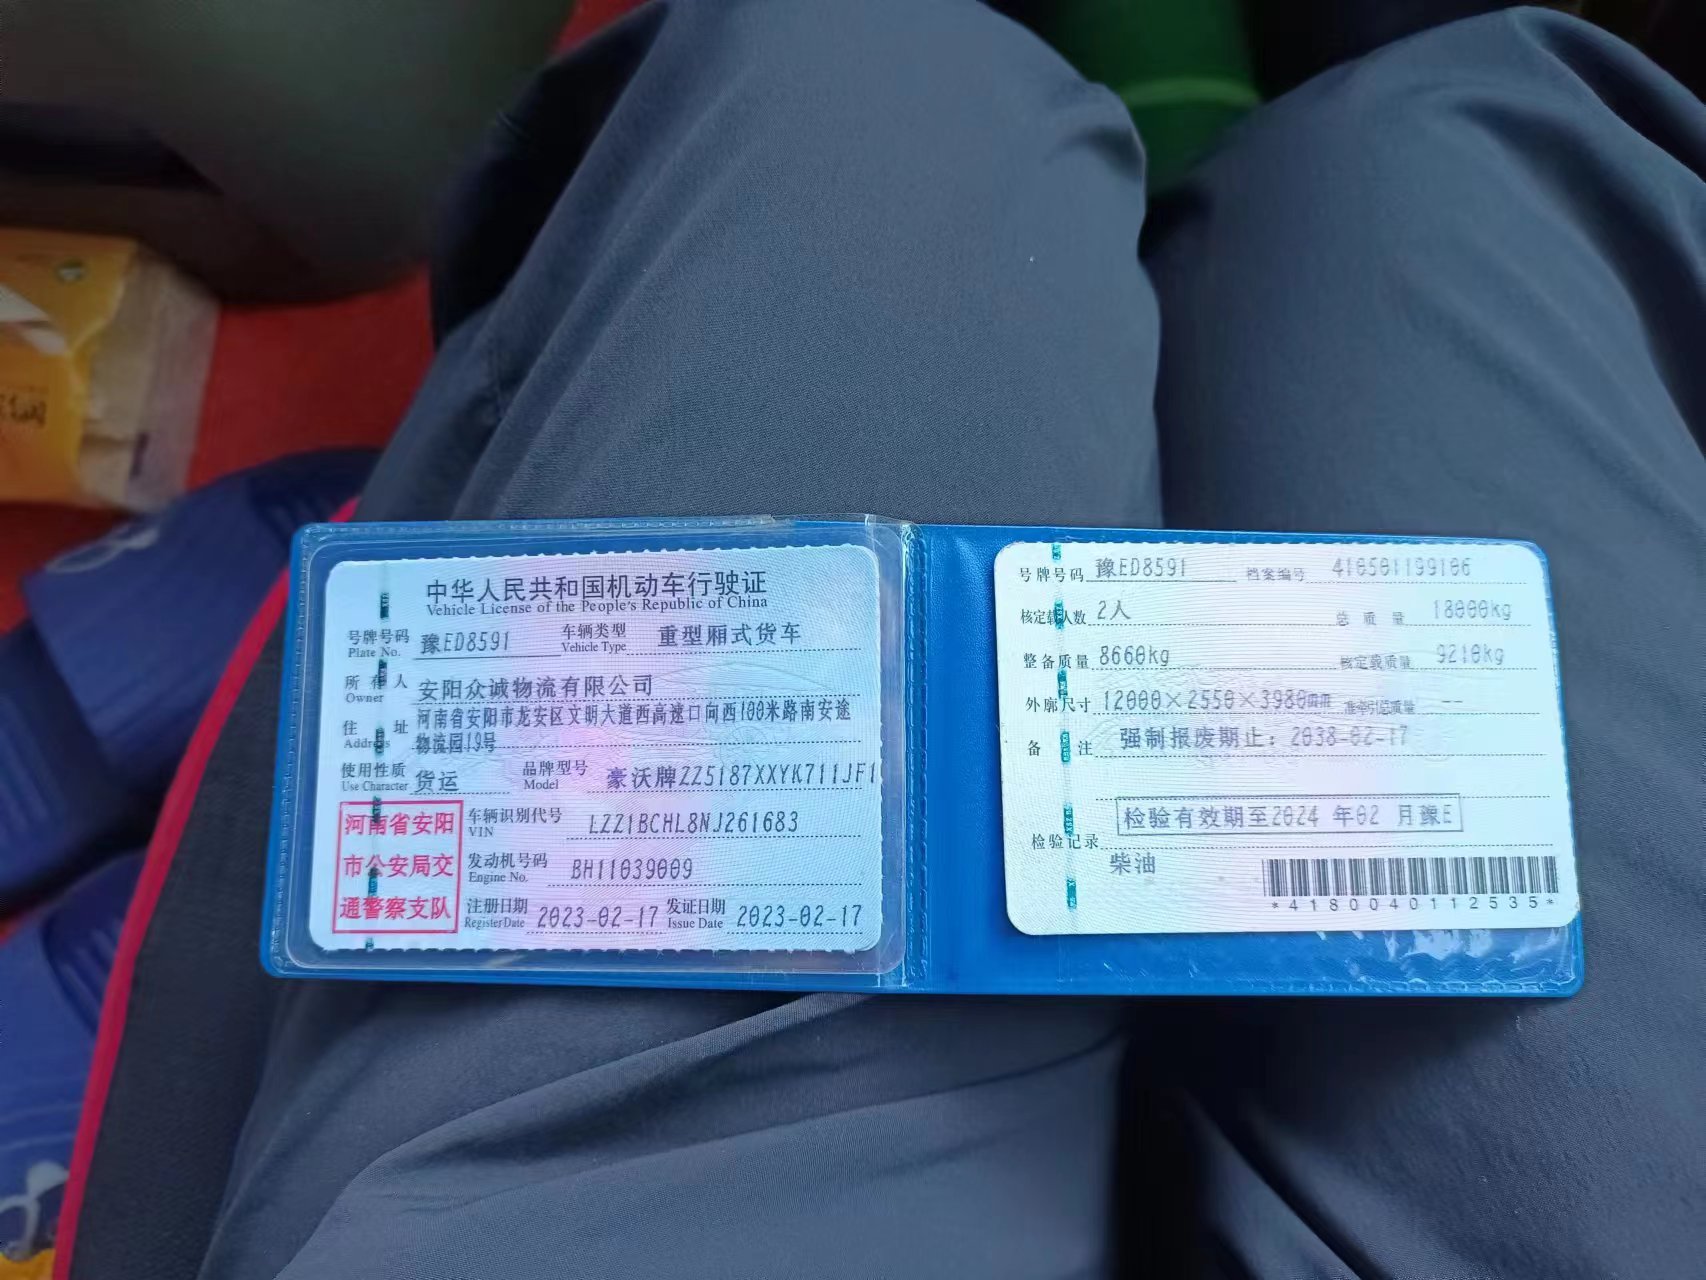 中华人民共和国机动车行驶证
Vehicle License of the People's Republic of China
号牌号码 豫ED8591 车辆类型 重型厢式货车
Plate No. Vehicle Type
所有人 安阳众诚物流有限公司
Owner
住址 河南省安阳市龙安区文明大道西高速口向西100米路南安途
Address 物流园19号
使用性质 货运 品牌型号 豪沃牌ZZ5187XXYK711JF1
Use Character Model
河南省安阳
市公安局交
通警察支队
车辆识别代号 LZZ1BCHL8NJ261683
VIN
发动机号码 BH11039009
Engine No.
注册日期 2023-02-17 发证日期 2023-02-17
Register Date Issue Date
号牌号码 豫ED8591 档案编号 410501199106
核定载人数 2人 总质量 18000kg
整备质量 8660kg 核定载质量 9210kg
外廓尺寸 12000×2550×3980mm 准牵引总质量 --
备注 强制报废期止：2038-02-17
检验有效期至2024 年02 月豫E
检验记录
柴油
*4180040112535*